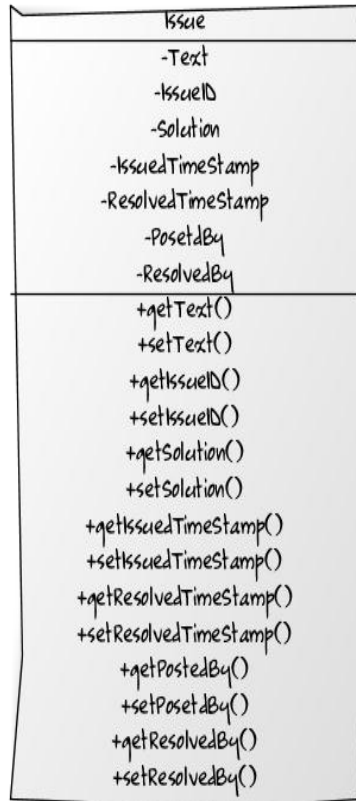 Issue
-Text
-IssueID
-Solution
-IssuedTimeStamp
-ResolvedTimeStamp
-PosetdBy
-ResolvedBy
+getText()
+setText()
+getIssueID()
+setIssueID()
+getSolution()
+setSolution()
+getIssuedTimeStamp()
+setIssuedTimeStamp()
+getResolvedTimeStamp()
+setResolvedTimeStamp()
+getPostedBy()
+setPosetdBy()
+getResolvedBy()
+setResolvedBy()